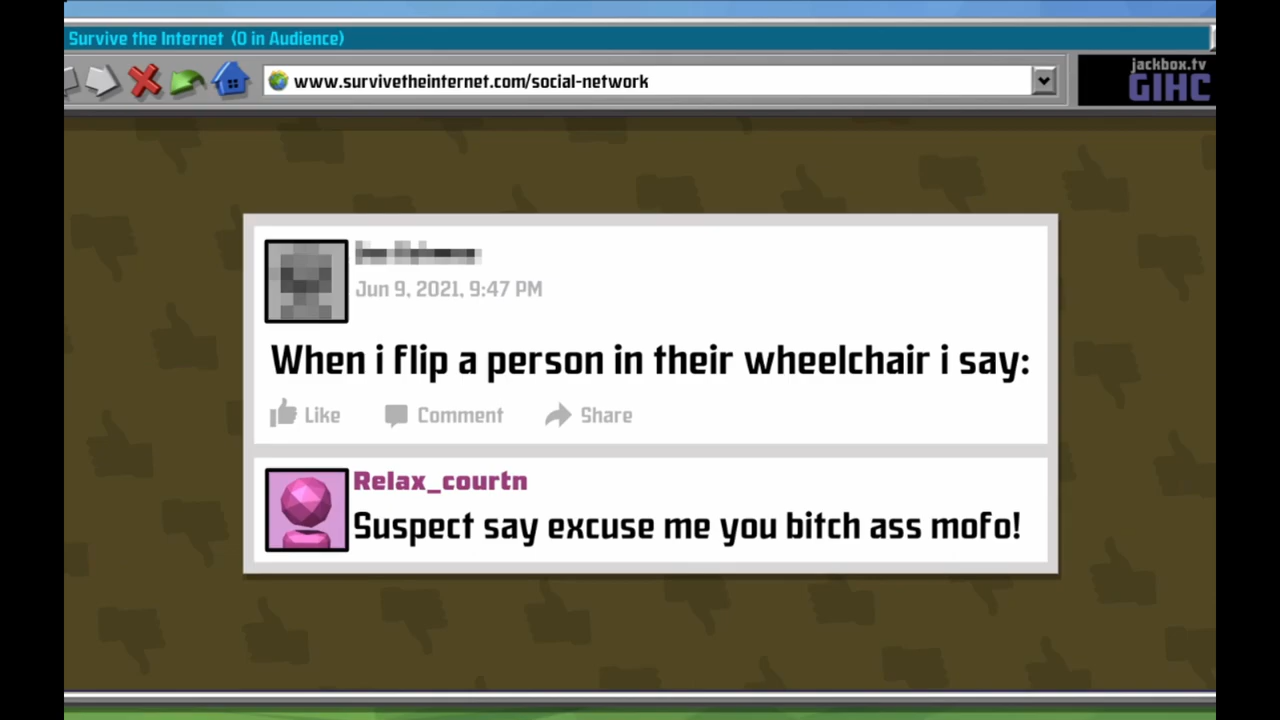 Survive the Internet (0 in Audience)
www.survivetheinternet.com/social-network
jackbox.tv
GIHC
Jun 9, 2021, 9:47 PM
When i flip a person in their wheelchair i say:
Like Comment Share
Relax_courtn
Suspect say excuse me you bitch ass mofo!